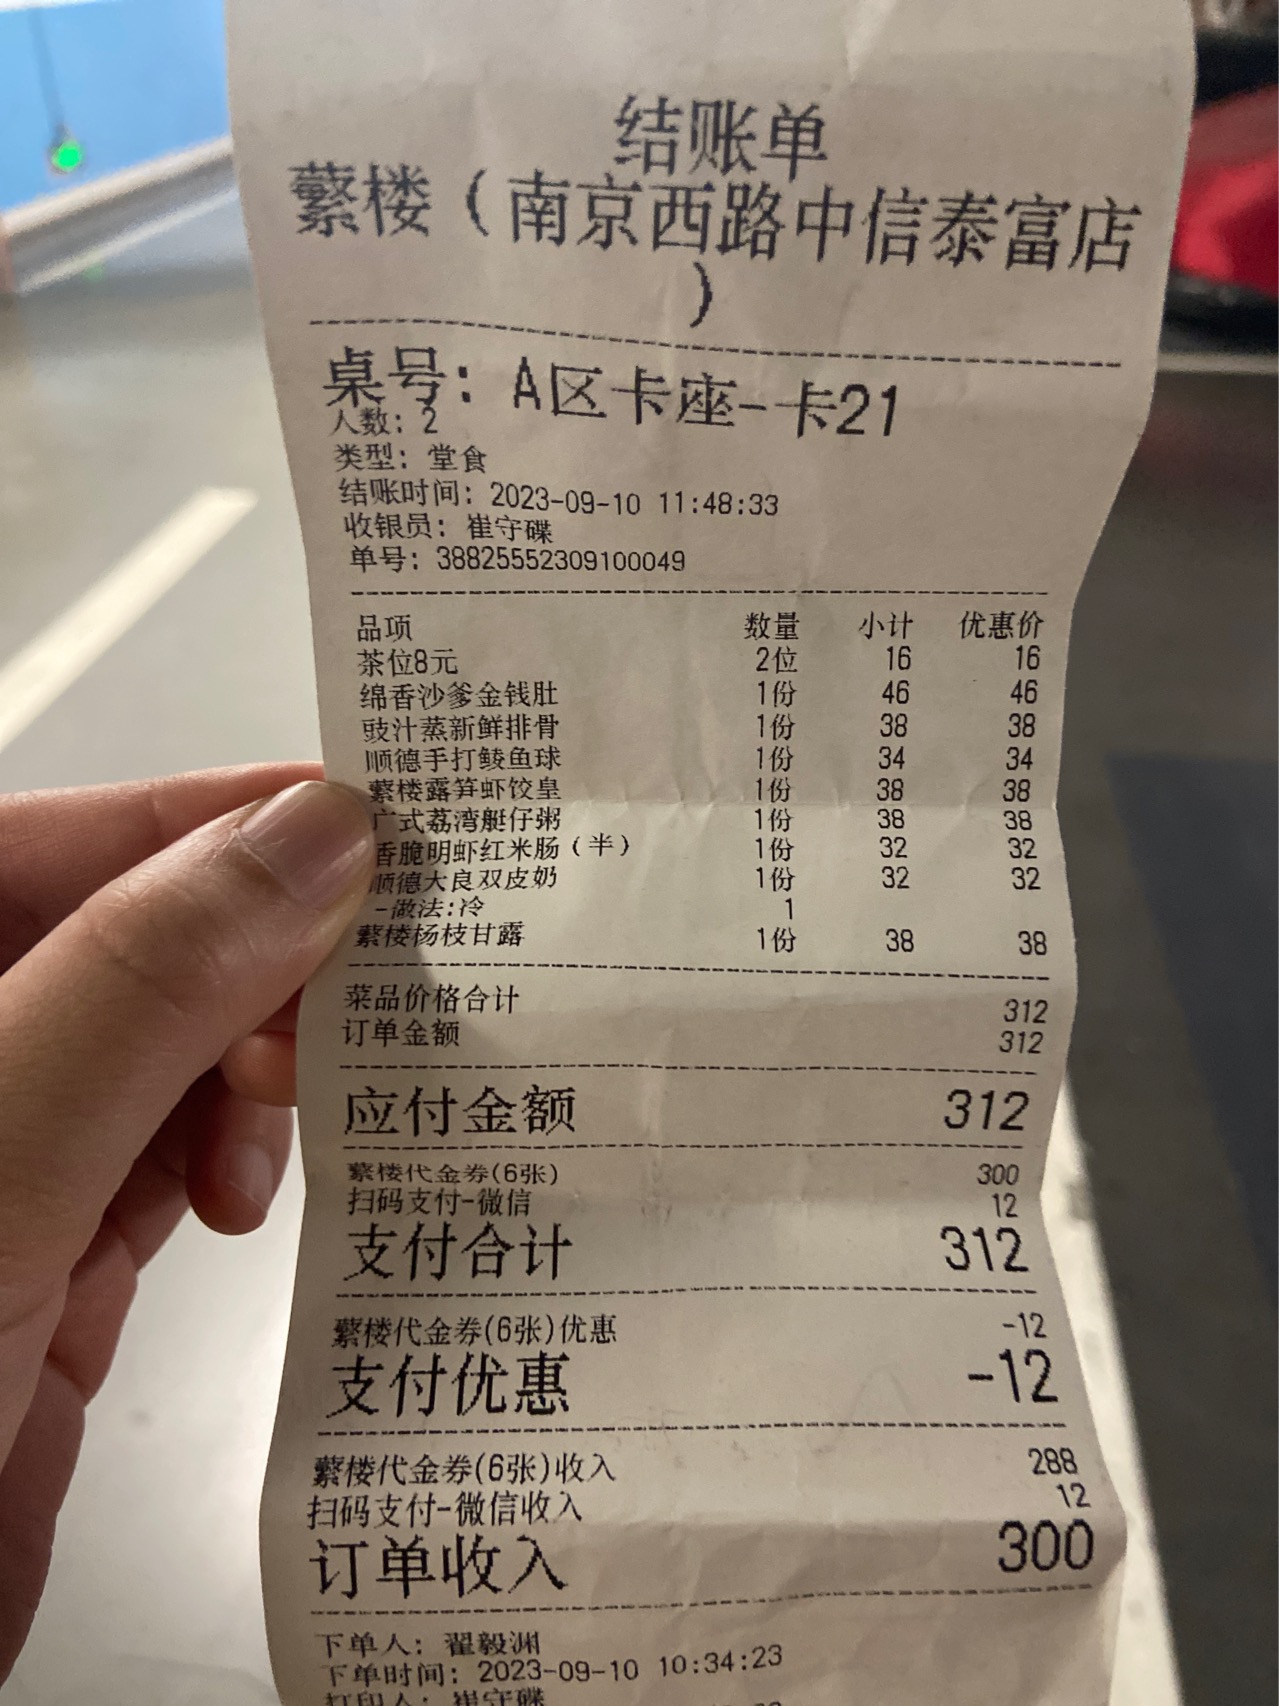 结账单
蘩楼（南京西路中信泰富店
）
桌号：A区卡座-卡21
人数：2
类型：堂食
结账时间：2023-09-10 11:48:33
收银员：崔守碟
单号：38825552309100049
品项 数量 小计 优惠价
茶位8元 2位 16 16
绵香沙爹金钱肚 1份 46 46
豉汁蒸新鲜排骨 1份 38 38
顺德手打鲮鱼球 1份 34 34
蘩楼露笋虾饺皇 1份 38 38
广式荔湾艇仔粥 1份 38 38
香脆明虾红米肠（半） 1份 32 32
顺德大良双皮奶 1份 32 32
-做法:冷 1
蘩楼杨枝甘露 1份 38 38
菜品价格合计 312
订单金额 312
应付金额 312
蘩楼代金券(6张) 300
扫码支付-微信 12
支付合计 312
蘩楼代金券(6张)优惠 -12
支付优惠 -12
蘩楼代金券(6张)收入 288
扫码支付-微信收入 12
订单收入 300
下单人：翟毅洲
下单时间：2023-09-10 10:34:23
打印人：崔守碟